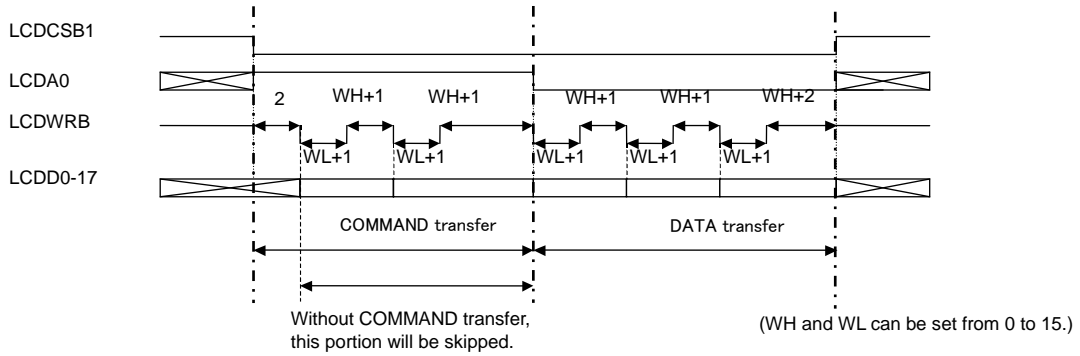 LCDCSB1
LCDA0
2 WH+1 WH+1 WH+1 WH+1 WH+2
LCDWRB
WL+1 WL+1 WL+1 WL+1 WL+1
LCDD0-17
COMMAND transfer DATA transfer
Without COMMAND transfer,
this portion will be skipped.
(WH and WL can be set from 0 to 15.)